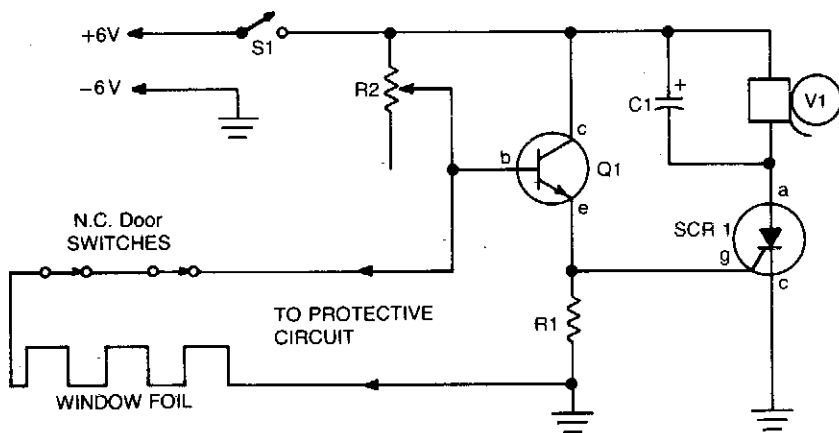 +6V
S1
−6V
R2
C1
+
V1
c
b
Q1
e
a
N.C. Door
SWITCHES
SCR 1
g
c
TO PROTECTIVE
CIRCUIT
R1
WINDOW FOIL